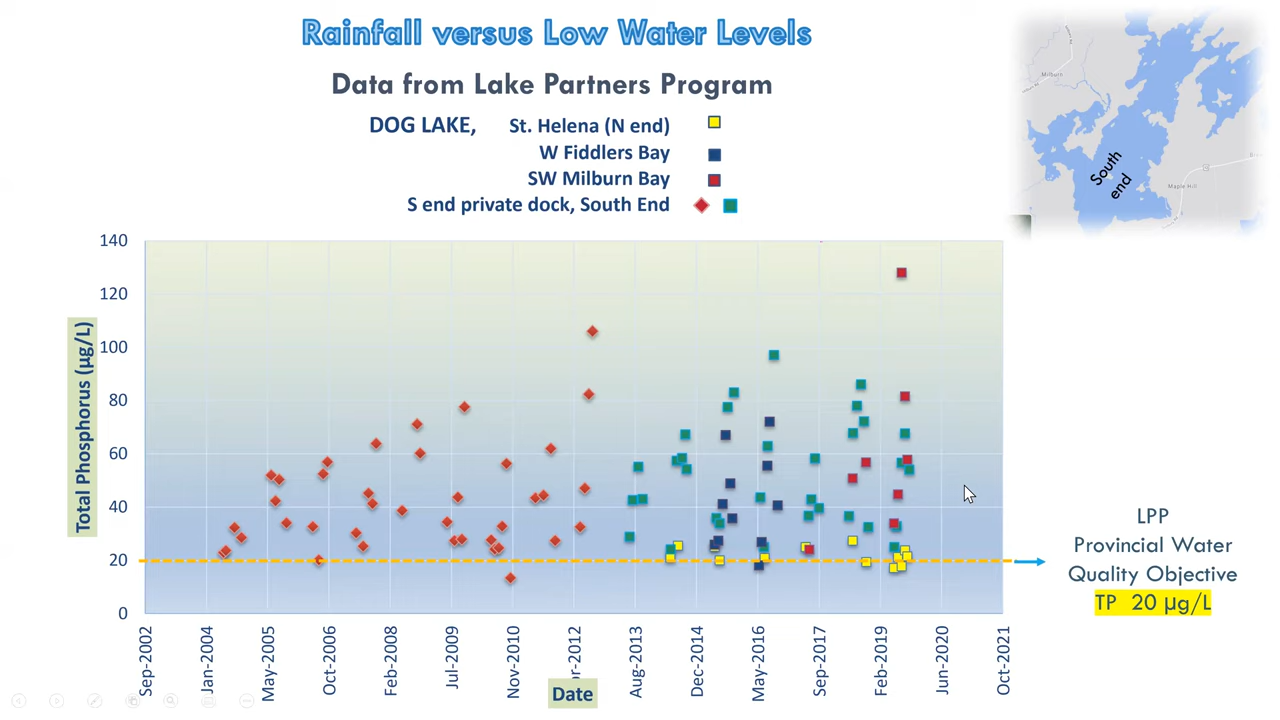 Rainfall versus Low Water Levels
Data from Lake Partners Program
DOG LAKE, St. Helena (N end)
W Fiddlers Bay
SW Milburn Bay
S end private dock, South End
Milburn
South
end
Maple Hill
Total Phosphorus (µg/L)
140
120
100
80
60
40
20
0
Sep-2002
Jan-2004
May-2005
Oct-2006
Feb-2008
Jul-2009
Nov-2010
r-2012
Aug-2013
Dec-2014
May-2016
Sep-2017
Feb-2019
Jun-2020
Oct-2021
Date
LPP
Provincial Water
Quality Objective
TP 20 µg/L